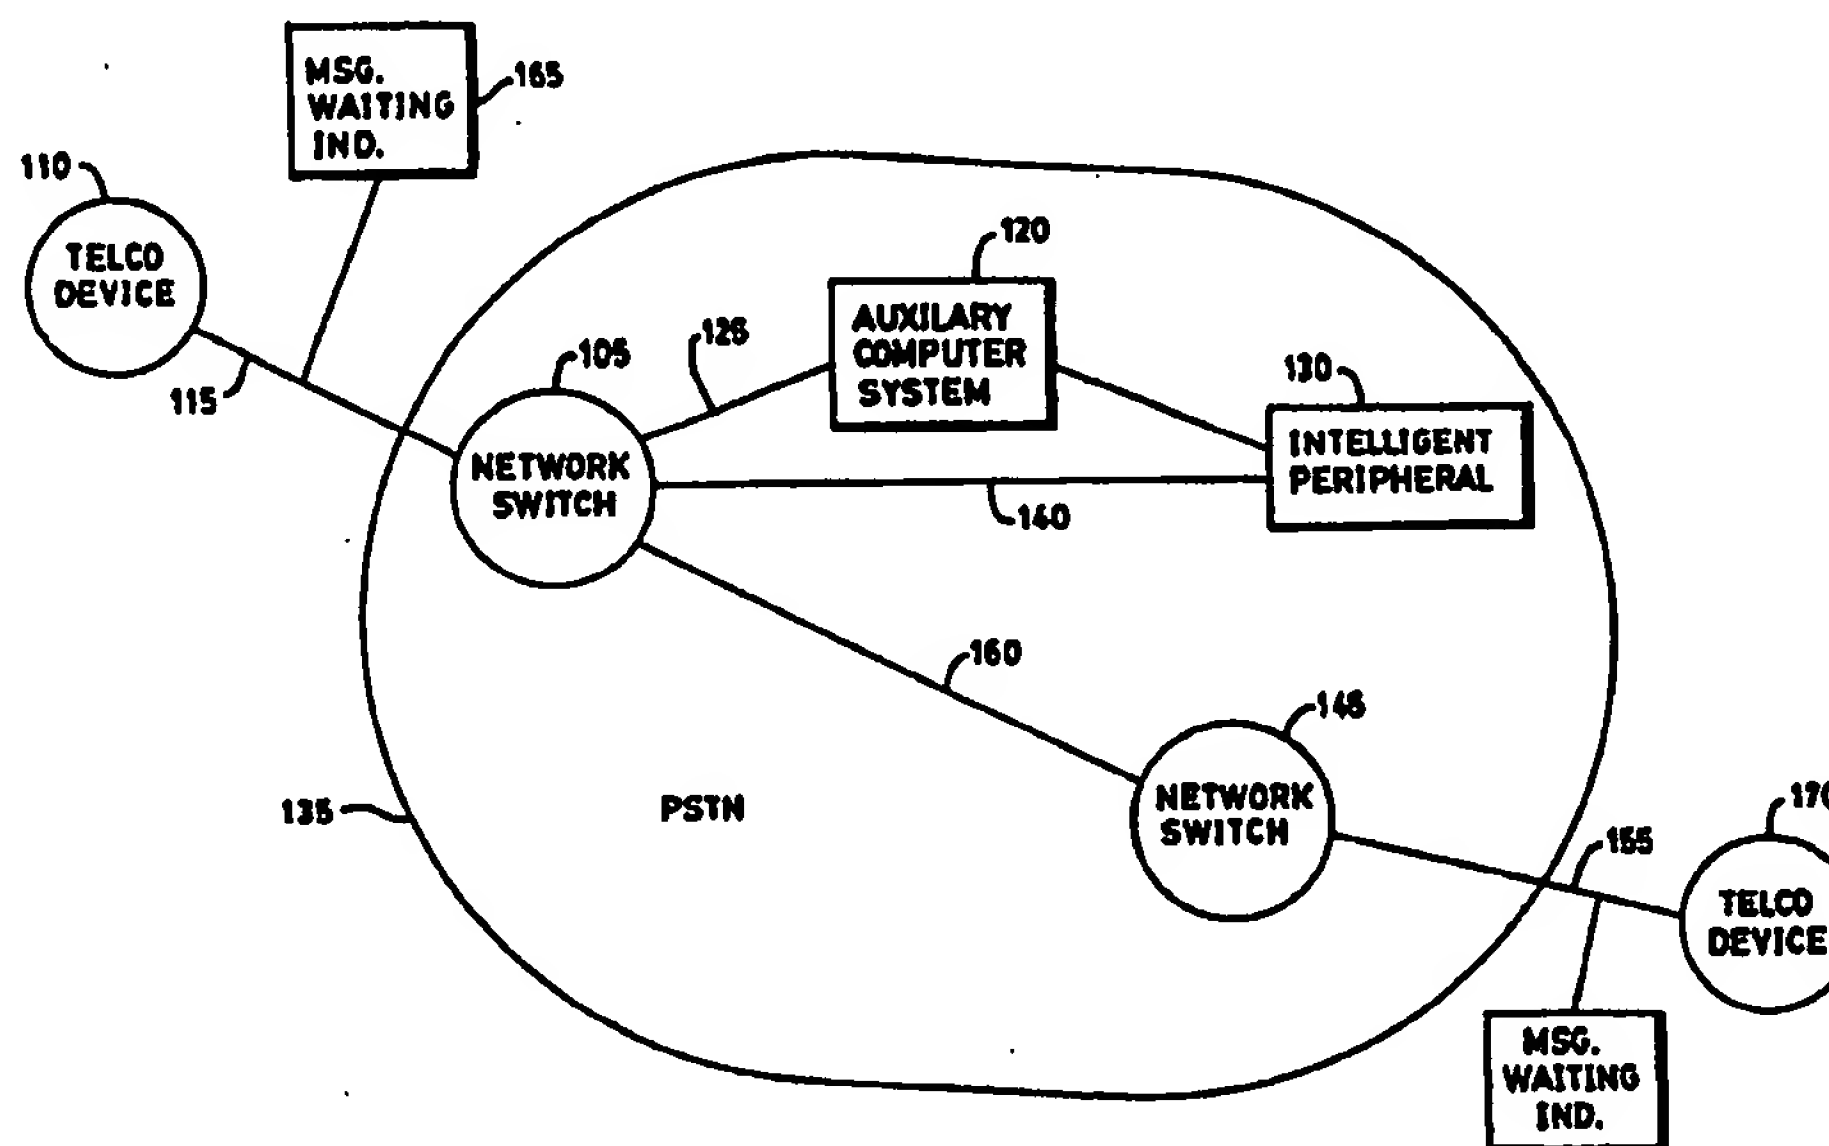 MSG.
WAITING
IND.
165
110
TELCO
DEVICE
115
120
AUXILARY
COMPUTER
SYSTEM
125
105
NETWORK
SWITCH
130
INTELLIGENT
PERIPHERAL
140
160
145
NETWORK
SWITCH
135
PSTN
155
TELCO
DEVICE
MSG.
WAITING
IND.